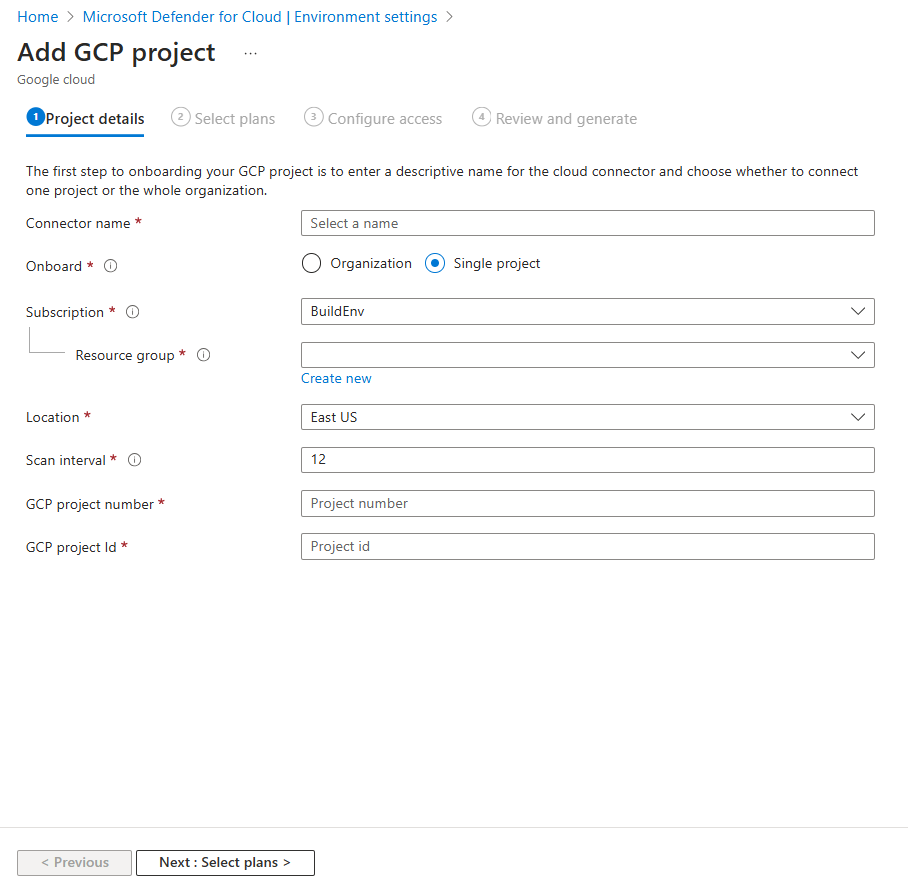 Home > Microsoft Defender for Cloud | Environment settings >
Add GCP project ...
Google cloud
1 Project details 2 Select plans 3 Configure access 4 Review and generate
The first step to onboarding your GCP project is to enter a descriptive name for the cloud connector and choose whether to connect
one project or the whole organization.
Connector name * Select a name
Onboard * Organization Single project
Subscription * BuildEnv
Resource group *
Create new
Location * East US
Scan interval * 12
GCP project number * Project number
GCP project Id * Project id
< Previous Next : Select plans >